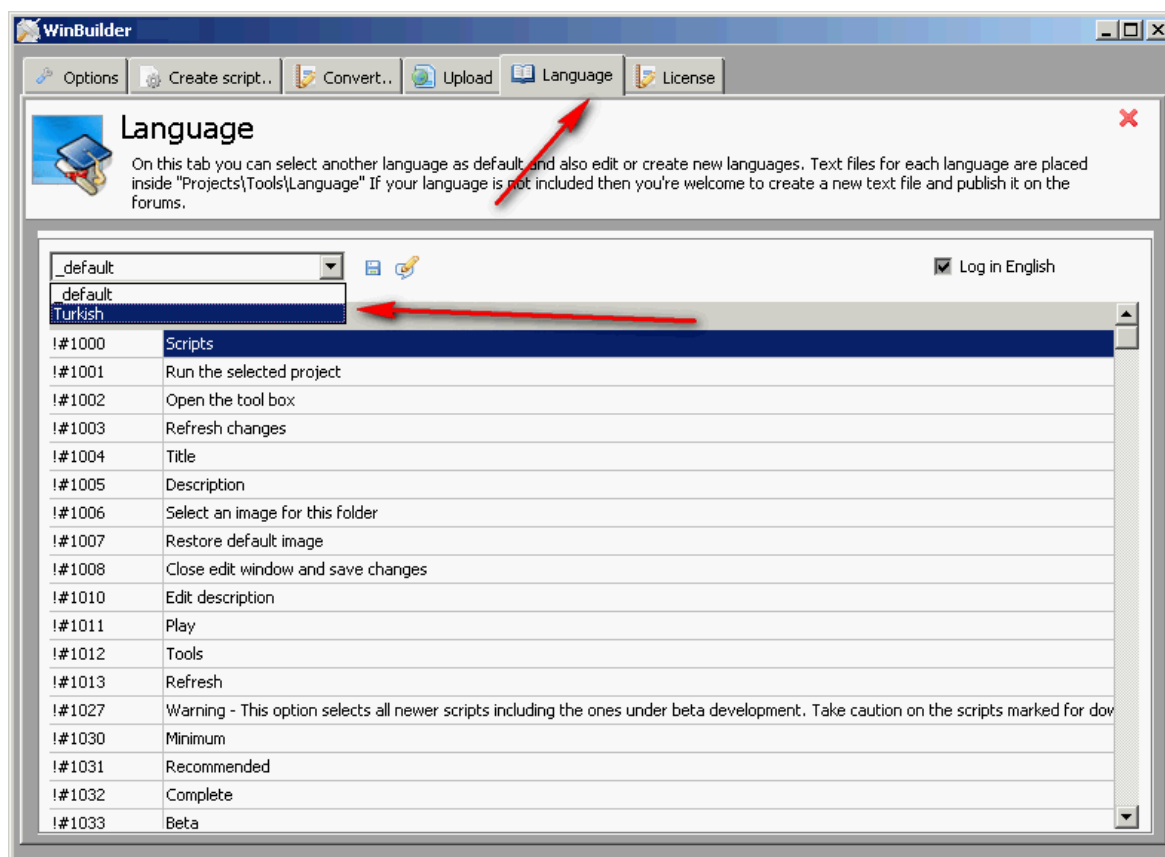 WinBuilder
Options Create script.. Convert.. Upload Language License
Language
On this tab you can select another language as default and also edit or create new languages. Text files for each language are placed
inside "Projects\Tools\Language" If your language is not included then you're welcome to create a new text file and publish it on the
forums.
_default Log in English
_default
Turkish
!#1000 Scripts
!#1001 Run the selected project
!#1002 Open the tool box
!#1003 Refresh changes
!#1004 Title
!#1005 Description
!#1006 Select an image for this folder
!#1007 Restore default image
!#1008 Close edit window and save changes
!#1010 Edit description
!#1011 Play
!#1012 Tools
!#1013 Refresh
!#1027 Warning - This option selects all newer scripts including the ones under beta development. Take caution on the scripts marked for dow
!#1030 Minimum
!#1031 Recommended
!#1032 Complete
!#1033 Beta